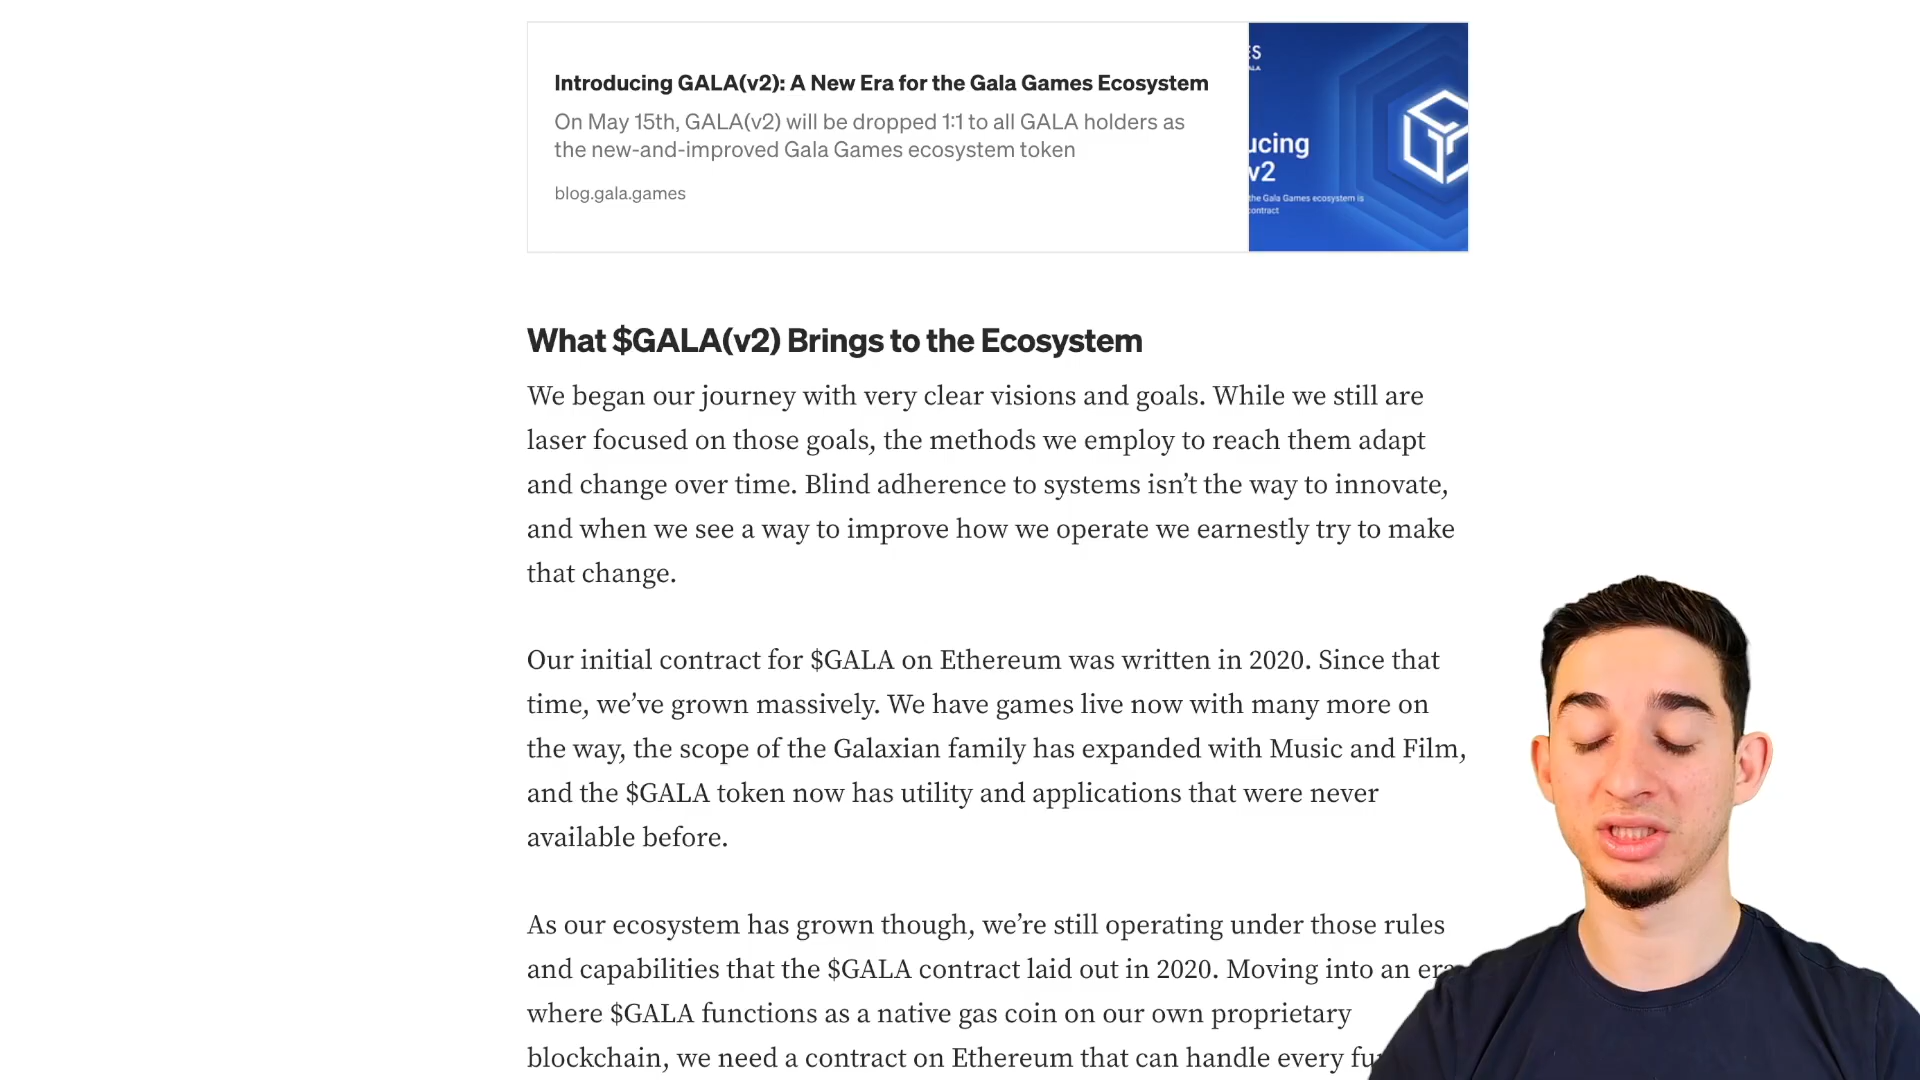 Introducing GALA(v2): A New Era for the Gala Games Ecosystem
On May 15th, GALA(v2) will be dropped 1:1 to all GALA holders as
the new-and-improved Gala Games ecosystem token
blog.gala.games
ES
ALA
ucing
v2
the Gala Games ecosystem is
contract
What $GALA(v2) Brings to the Ecosystem
We began our journey with very clear visions and goals. While we still are
laser focused on those goals, the methods we employ to reach them adapt
and change over time. Blind adherence to systems isn’t the way to innovate,
and when we see a way to improve how we operate we earnestly try to make
that change.
Our initial contract for $GALA on Ethereum was written in 2020. Since that
time, we’ve grown massively. We have games live now with many more on
the way, the scope of the Galaxian family has expanded with Music and Film,
and the $GALA token now has utility and applications that were never
available before.
As our ecosystem has grown though, we’re still operating under those rules
and capabilities that the $GALA contract laid out in 2020. Moving into an era
where $GALA functions as a native gas coin on our own proprietary
blockchain, we need a contract on Ethereum that can handle every fu